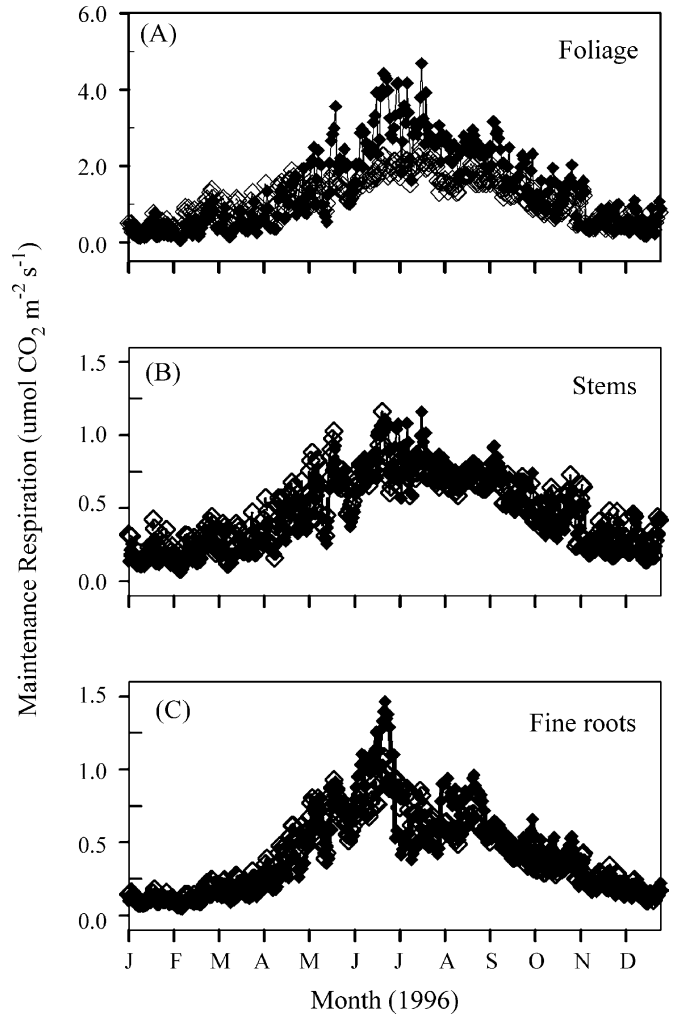 6.0
(A)
Foliage
4.0
2.0
0.0
Maintenance Respiration (umol CO2 m-2 s-1)
1.5
(B)
Stems
1.0
0.5
0.0
1.5
(C)
Fine roots
1.0
0.5
0.0
J F M A M J J A S O N D
Month (1996)